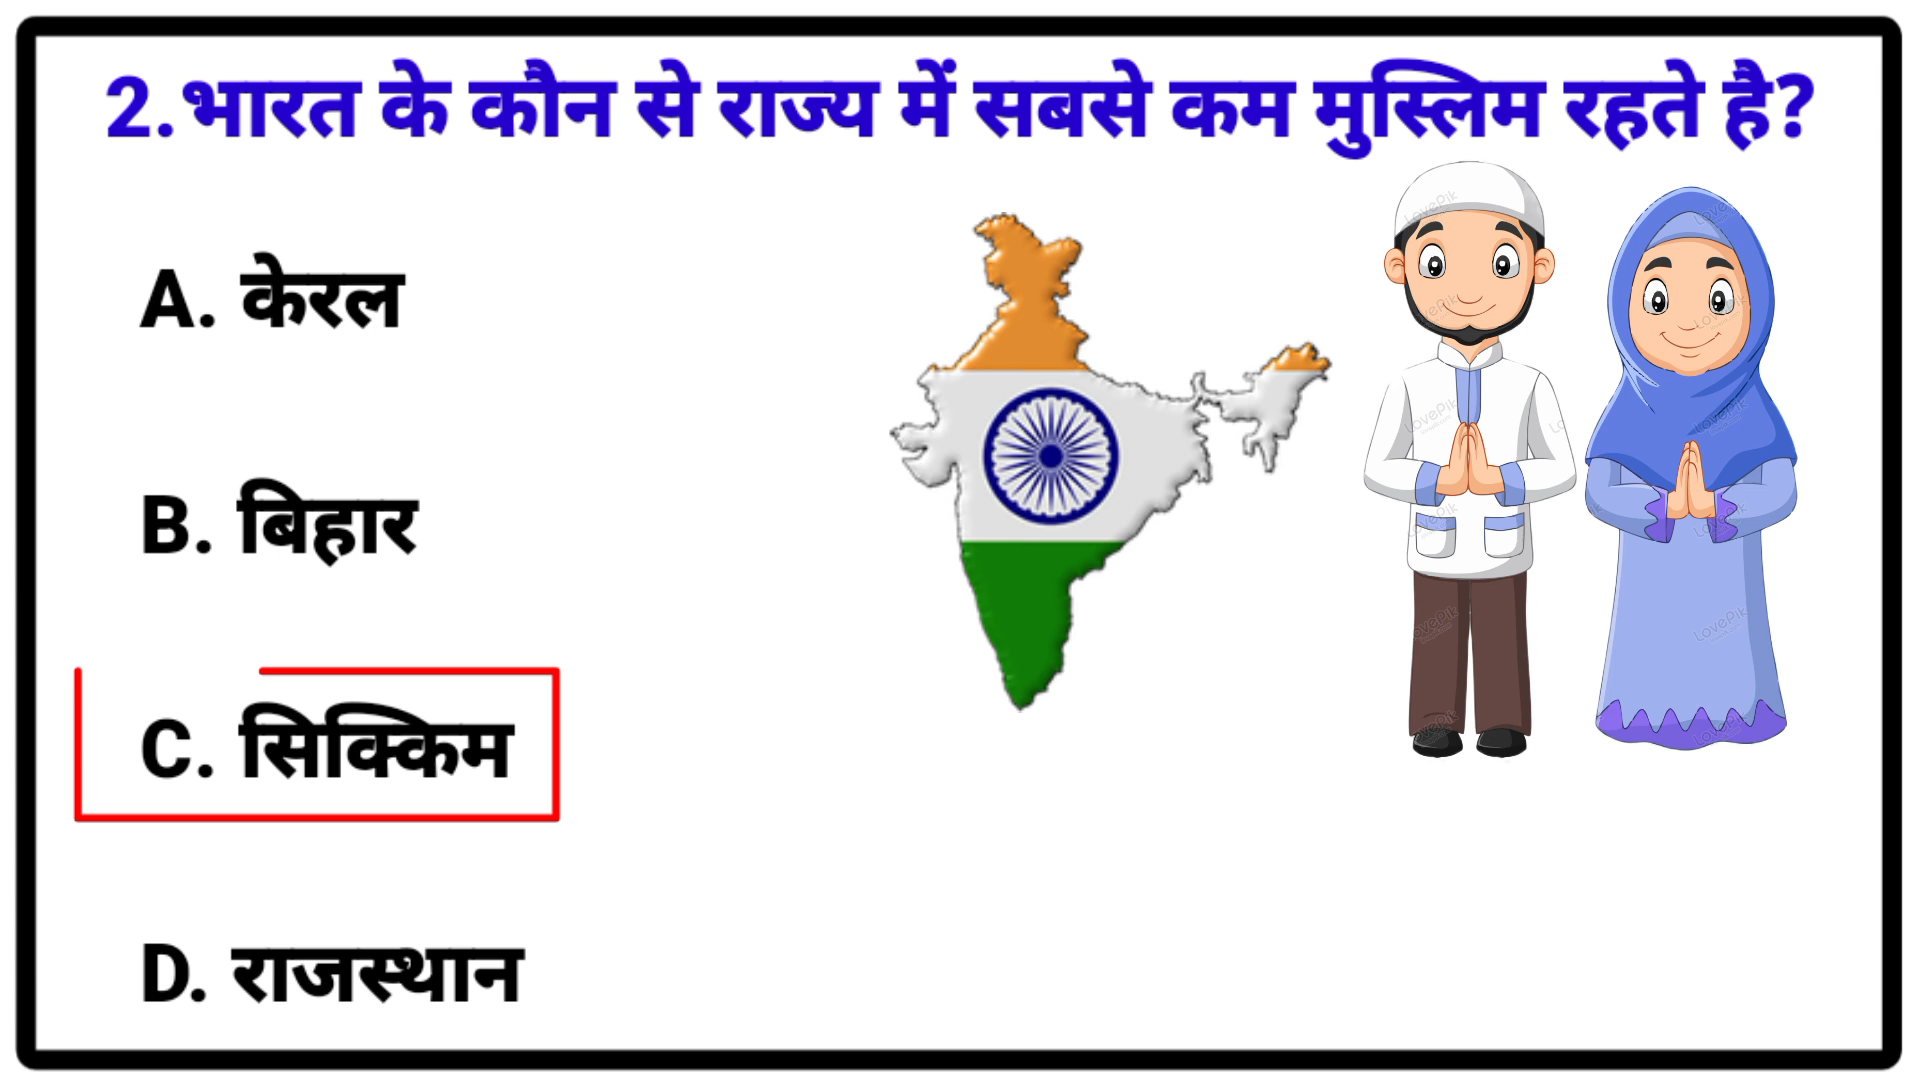 2.भारत के कौन से राज्य में सबसे कम मुस्लिम रहते है?
A. केरल
B. बिहार
C. सिक्किम
D. राजस्थान